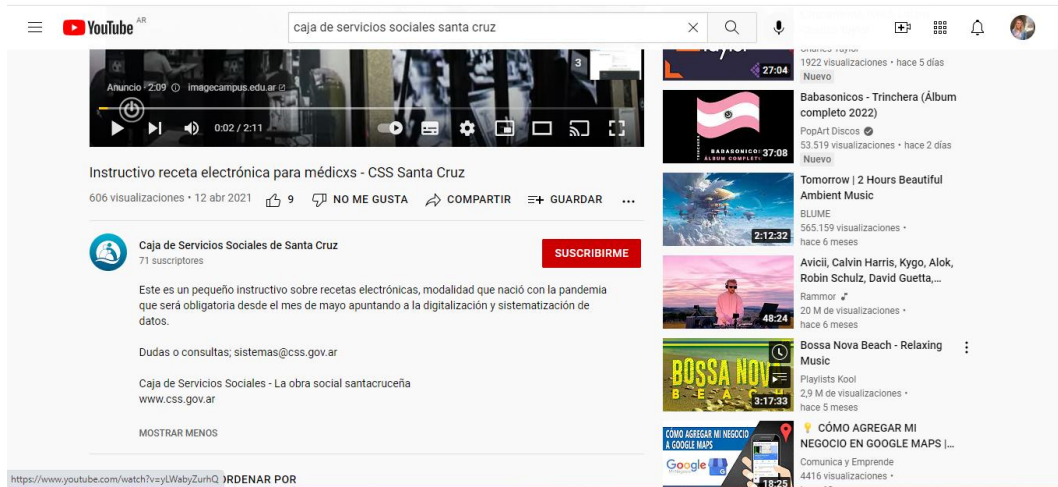 YouTube AR
caja de servicios sociales santa cruz
3
Anuncio · 2:09 imagecampus.edu.ar
0:02 / 2:11
Instructivo receta electrónica para médicxs - CSS Santa Cruz
606 visualizaciones • 12 abr 2021 9 NO ME GUSTA COMPARTIR GUARDAR ...
Caja de Servicios Sociales de Santa Cruz
71 suscriptores
SUSCRIBIRME
Este es un pequeño instructivo sobre recetas electrónicas, modalidad que nació con la pandemia
que será obligatoria desde el mes de mayo apuntando a la digitalización y sistematización de
datos.
Dudas o consultas; sistemas@css.gov.ar
Caja de Servicios Sociales - La obra social santacruceña
www.css.gov.ar
MOSTRAR MENOS
https://www.youtube.com/watch?v=yLWabyZurhQ
ORDENAR POR
27:04
Charles Taylor
1922 visualizaciones • hace 5 días
Nuevo
BABASONICOS
ÁLBUM COMPLETO
37:08
Babasonicos - Trinchera (Álbum
completo 2022)
PopArt Discos
53.519 visualizaciones • hace 2 días
Nuevo
2:12:32
Tomorrow | 2 Hours Beautiful
Ambient Music
BLUME
565.159 visualizaciones •
hace 6 meses
48:24
Avicii, Calvin Harris, Kygo, Alok,
Robin Schulz, David Guetta,...
Rammor
20 M de visualizaciones •
hace 6 meses
BOSSA NOVA
BEACH
3:17:33
Bossa Nova Beach - Relaxing
Music
Playlists Kool
2,9 M de visualizaciones •
hace 5 meses
CÓMO AGREGAR MI NEGOCIO
A GOOGLE MAPS
Google
18:25
CÓMO AGREGAR MI
NEGOCIO EN GOOGLE MAPS |...
Comunica y Emprende
4416 visualizaciones •